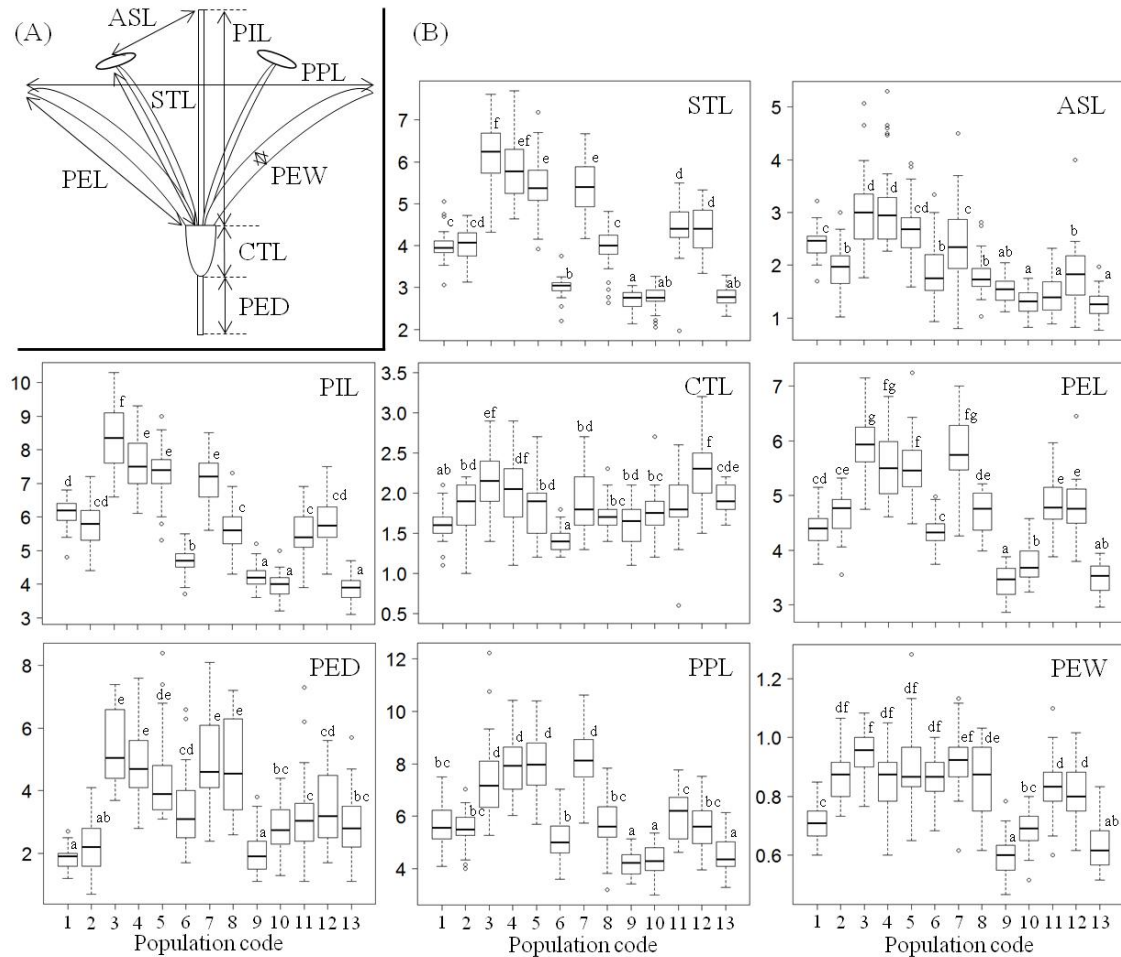 (A)
ASL
PIL
PPL
STL
PEL
PEW
CTL
PED
(B)
STL
7
6
5
4
3
2
c cd f ef e b e c a ab d d ab
ASL
5
4
3
2
1
c b d d cd b c b ab a a b a
PIL
10
9
8
7
6
5
4
3
d cd f e e b e c a a c cd a
CTL
3.5
3.0
2.5
2.0
1.5
1.0
0.5
ab bd ef df bd a bd bc bd bc bd f cde
PEL
7
6
5
4
3
cd ce g fg f c fg de a b e e ab
PED
8
6
4
2
a ab e e de cd e e a bc c cd bc
1 2 3 4 5 6 7 8 9 10 11 12 13
Population code
PPL
12
10
8
6
4
bc bc d d d b d bc a a c bc a
1 2 3 4 5 6 7 8 9 10 11 12 13
Population code
PEW
1.2
1.0
0.8
0.6
c df f df df df ef de a bc d d ab
1 2 3 4 5 6 7 8 9 10 11 12 13
Population code